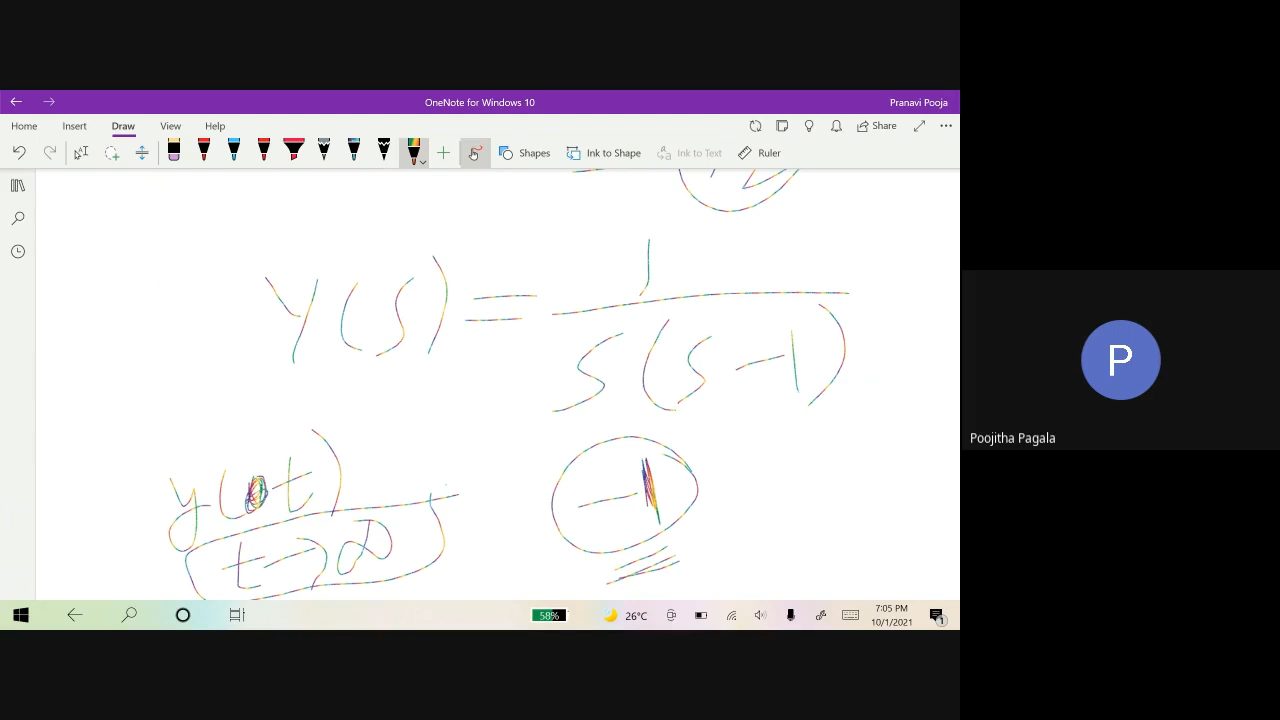 OneNote for Windows 10
Pranavi Pooja
Home Insert Draw View Help
Share
Shapes Ink to Shape Ink to Text Ruler
Y(S) = 1
S(S-1)
y(t)
t→∞
-1
P
Poojitha Pagala
58%
26°C
7:05 PM
10/1/2021
1